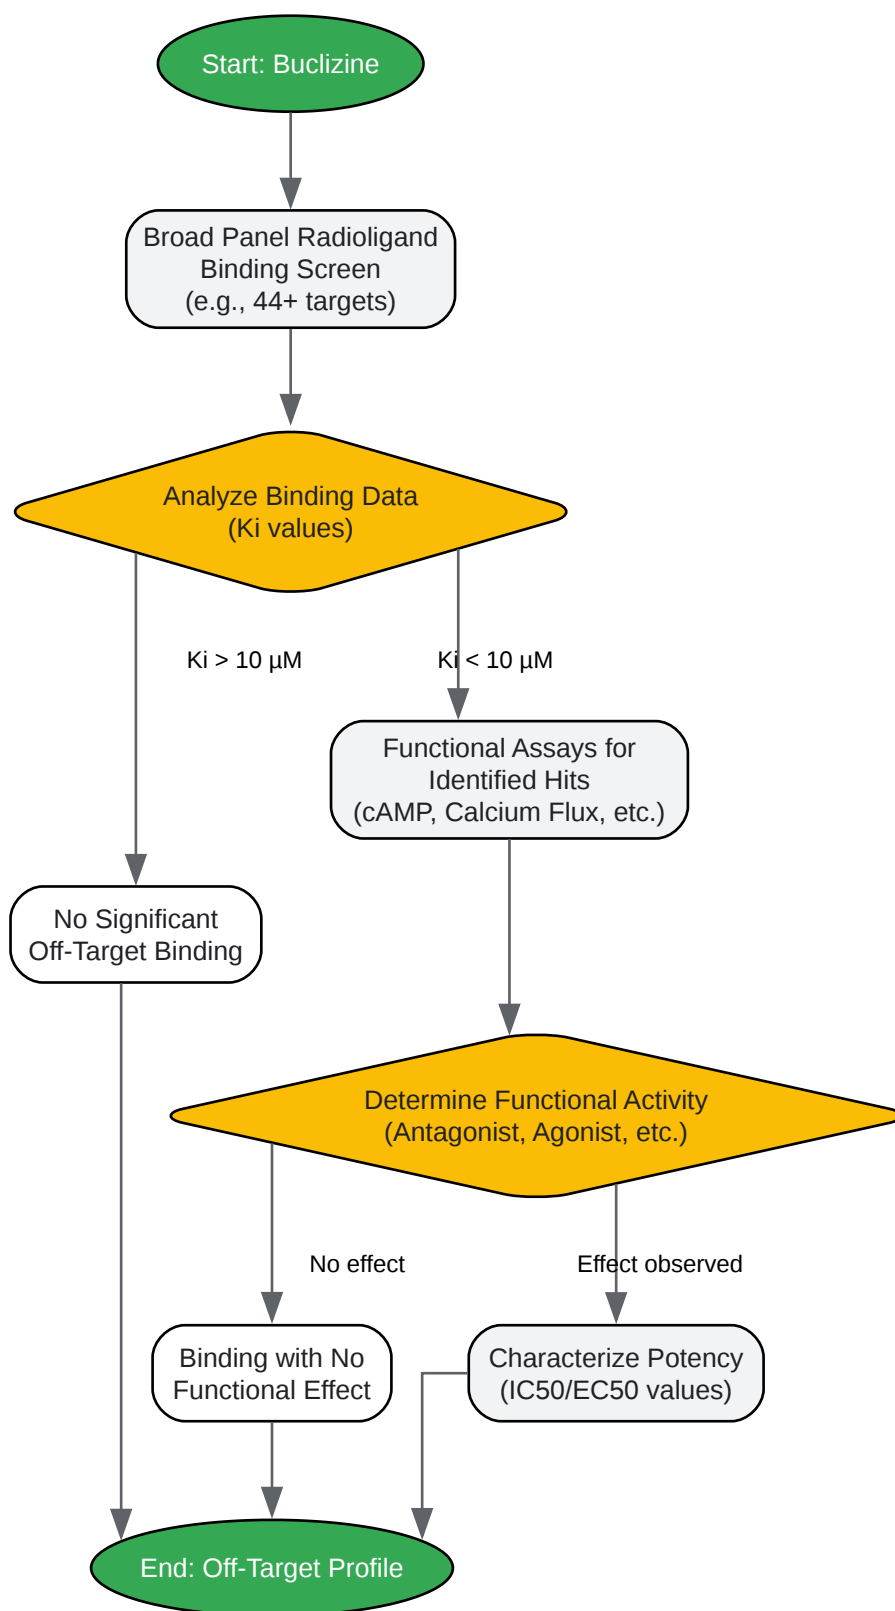 Start: Buclizine
Broad Panel Radioligand
Binding Screen
(e.g., 44+ targets)
Analyze Binding Data
(Ki values)
Ki > 10 µM
Ki < 10 µM
Functional Assays for
Identified Hits
(cAMP, Calcium Flux, etc.)
No Significant
Off-Target Binding
Determine Functional Activity
(Antagonist, Agonist, etc.)
No effect
Effect observed
Binding with No
Functional Effect
Characterize Potency
(IC50/EC50 values)
End: Off-Target Profile